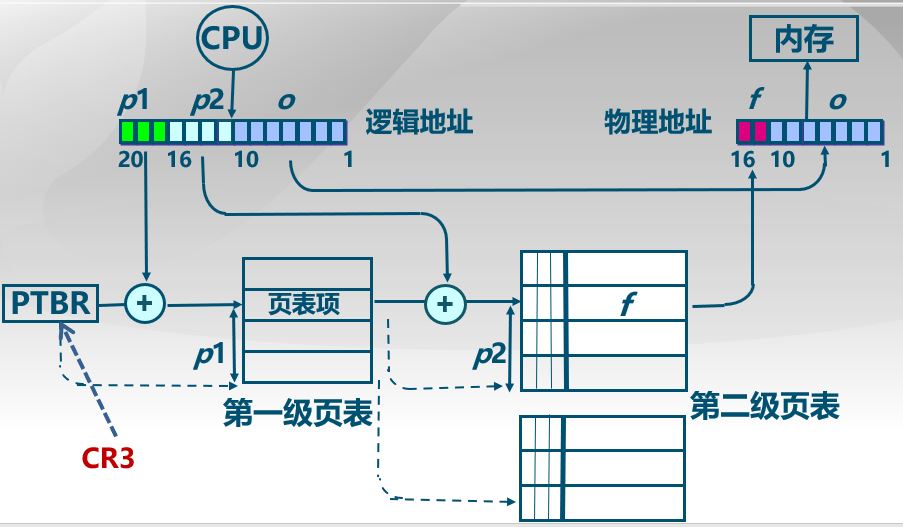 CPU
内存
p1 p2 o
逻辑地址
物理地址
f o
20 16 10 1
16 10 1
PTBR
+
页表项
+
f
p1
p2
第一级页表
第二级页表
CR3